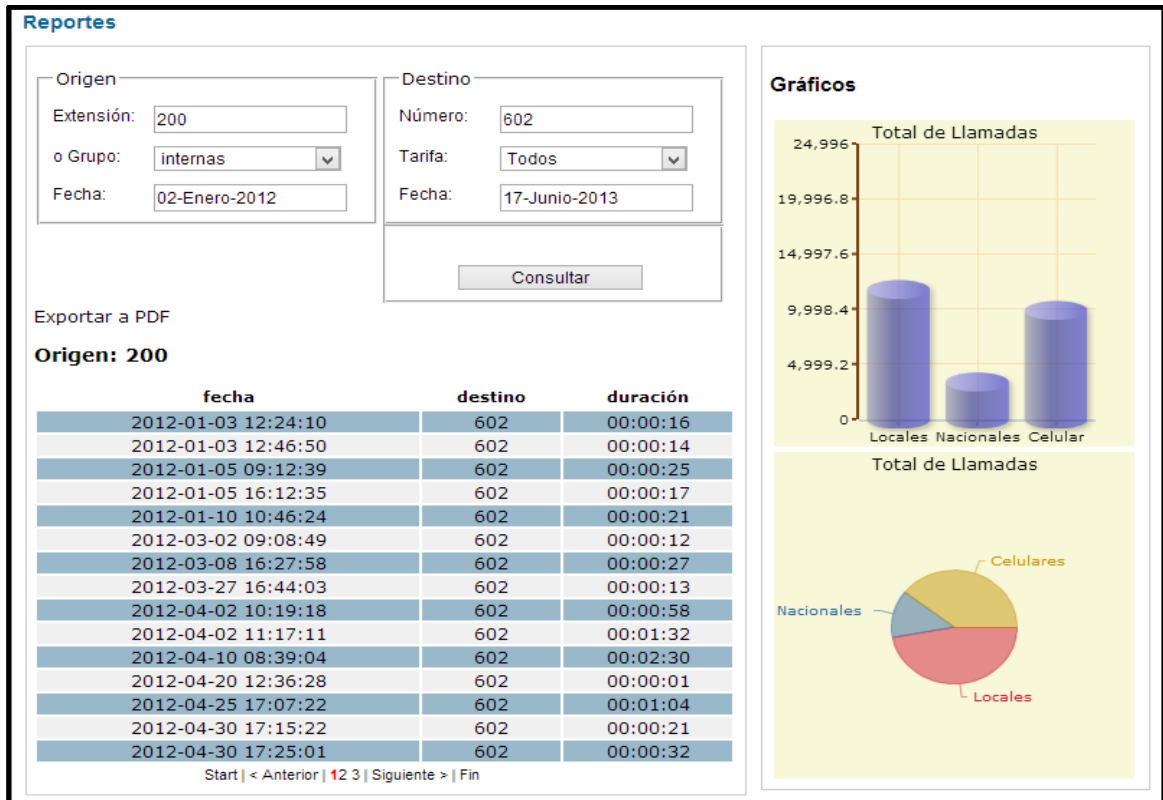 Reportes
Origen
Extensión: 200
o Grupo: internas
Fecha: 02-Enero-2012
Destino
Número: 602
Tarifa: Todos
Fecha: 17-Junio-2013
Consultar
Exportar a PDF
Origen: 200
fecha destino duración
2012-01-03 12:24:10 602 00:00:16
2012-01-03 12:46:50 602 00:00:14
2012-01-05 09:12:39 602 00:00:25
2012-01-05 16:12:35 602 00:00:17
2012-01-10 10:46:24 602 00:00:21
2012-03-02 09:08:49 602 00:00:12
2012-03-08 16:27:58 602 00:00:27
2012-03-27 16:44:03 602 00:00:13
2012-04-02 10:19:18 602 00:00:58
2012-04-02 11:17:11 602 00:01:32
2012-04-10 08:39:04 602 00:02:30
2012-04-20 12:36:28 602 00:00:01
2012-04-25 17:07:22 602 00:01:04
2012-04-30 17:15:22 602 00:00:21
2012-04-30 17:25:01 602 00:00:32
Start | < Anterior | 1 2 3 | Siguiente > | Fin
Gráficos
Total de Llamadas
24,996
19,996.8
14,997.6
9,998.4
4,999.2
0
Locales Nacionales Celular
Total de Llamadas
Celulares
Nacionales
Locales